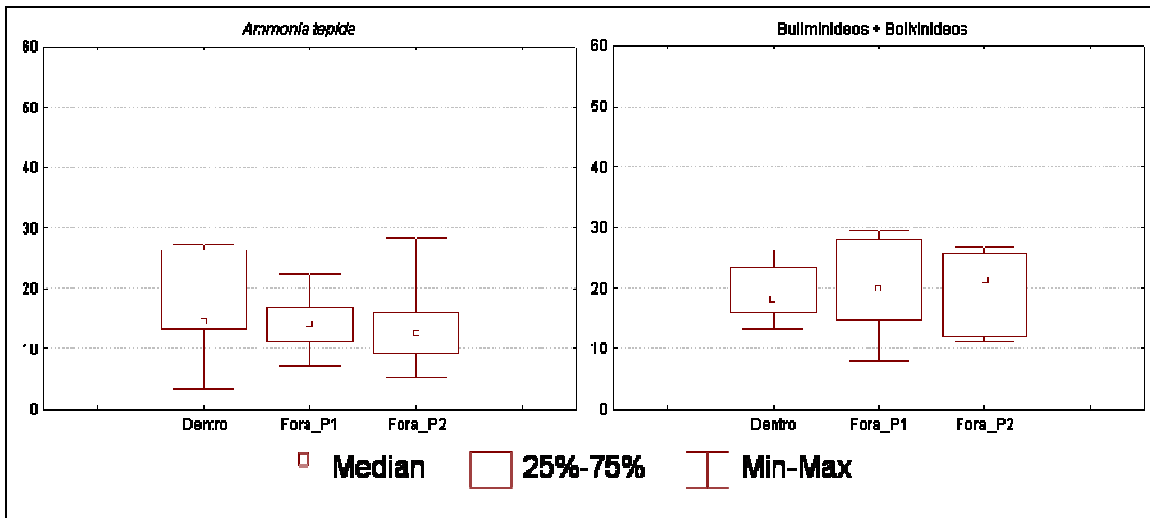 Ammonia tepida
60
50
40
30
20
10
0
Dentro
Fora_P1
Fora_P2
Buliminideos + Bolivinideos
60
50
40
30
20
10
0
Dentro
Fora_P1
Fora_P2
Median
25%-75%
Min-Max